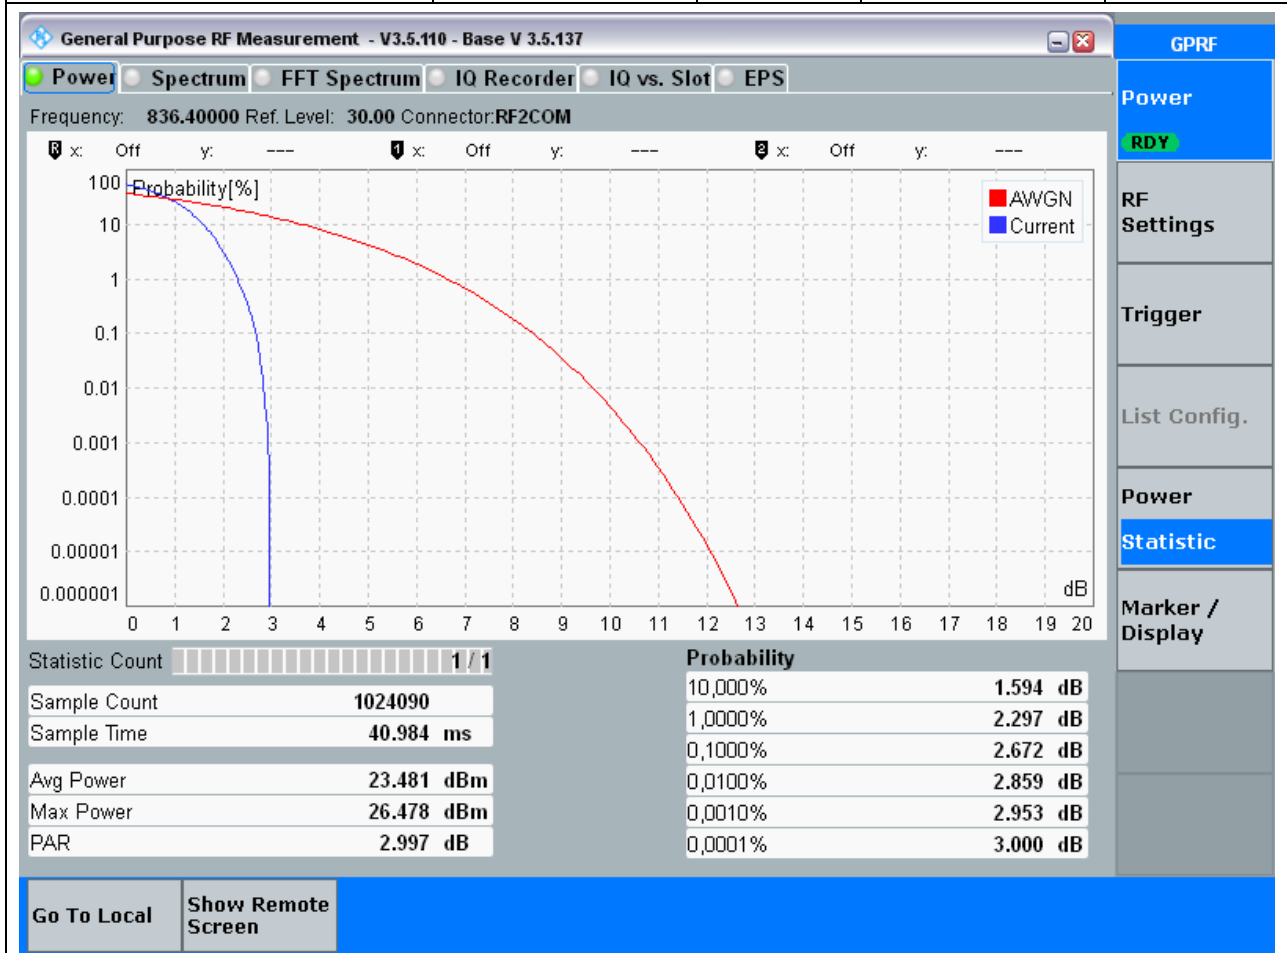 General Purpose RF Measurement - V3.5.110 - Base V 3.5.137
GPRF
Power Spectrum FFT Spectrum IQ Recorder IQ vs. Slot EPS
Frequency: 836.40000 Ref. Level: 30.00 Connector:RF2COM
R x: Off y: --- 1 x: Off y: --- 2 x: Off y: ---
Probability[%]
100
10
1
0.1
0.01
0.001
0.0001
0.00001
0.000001
AWGN
Current
dB
0 1 2 3 4 5 6 7 8 9 10 11 12 13 14 15 16 17 18 19 20
Statistic Count 1 / 1
Sample Count 1024090
Sample Time 40.984 ms
Avg Power 23.481 dBm
Max Power 26.478 dBm
PAR 2.997 dB
Probability
10,000% 1.594 dB
1,0000% 2.297 dB
0,1000% 2.672 dB
0,0100% 2.859 dB
0,0010% 2.953 dB
0,0001% 3.000 dB
Power
RDY
RF
Settings
Trigger
List Config.
Power
Statistic
Marker /
Display
Go To Local
Show Remote
Screen